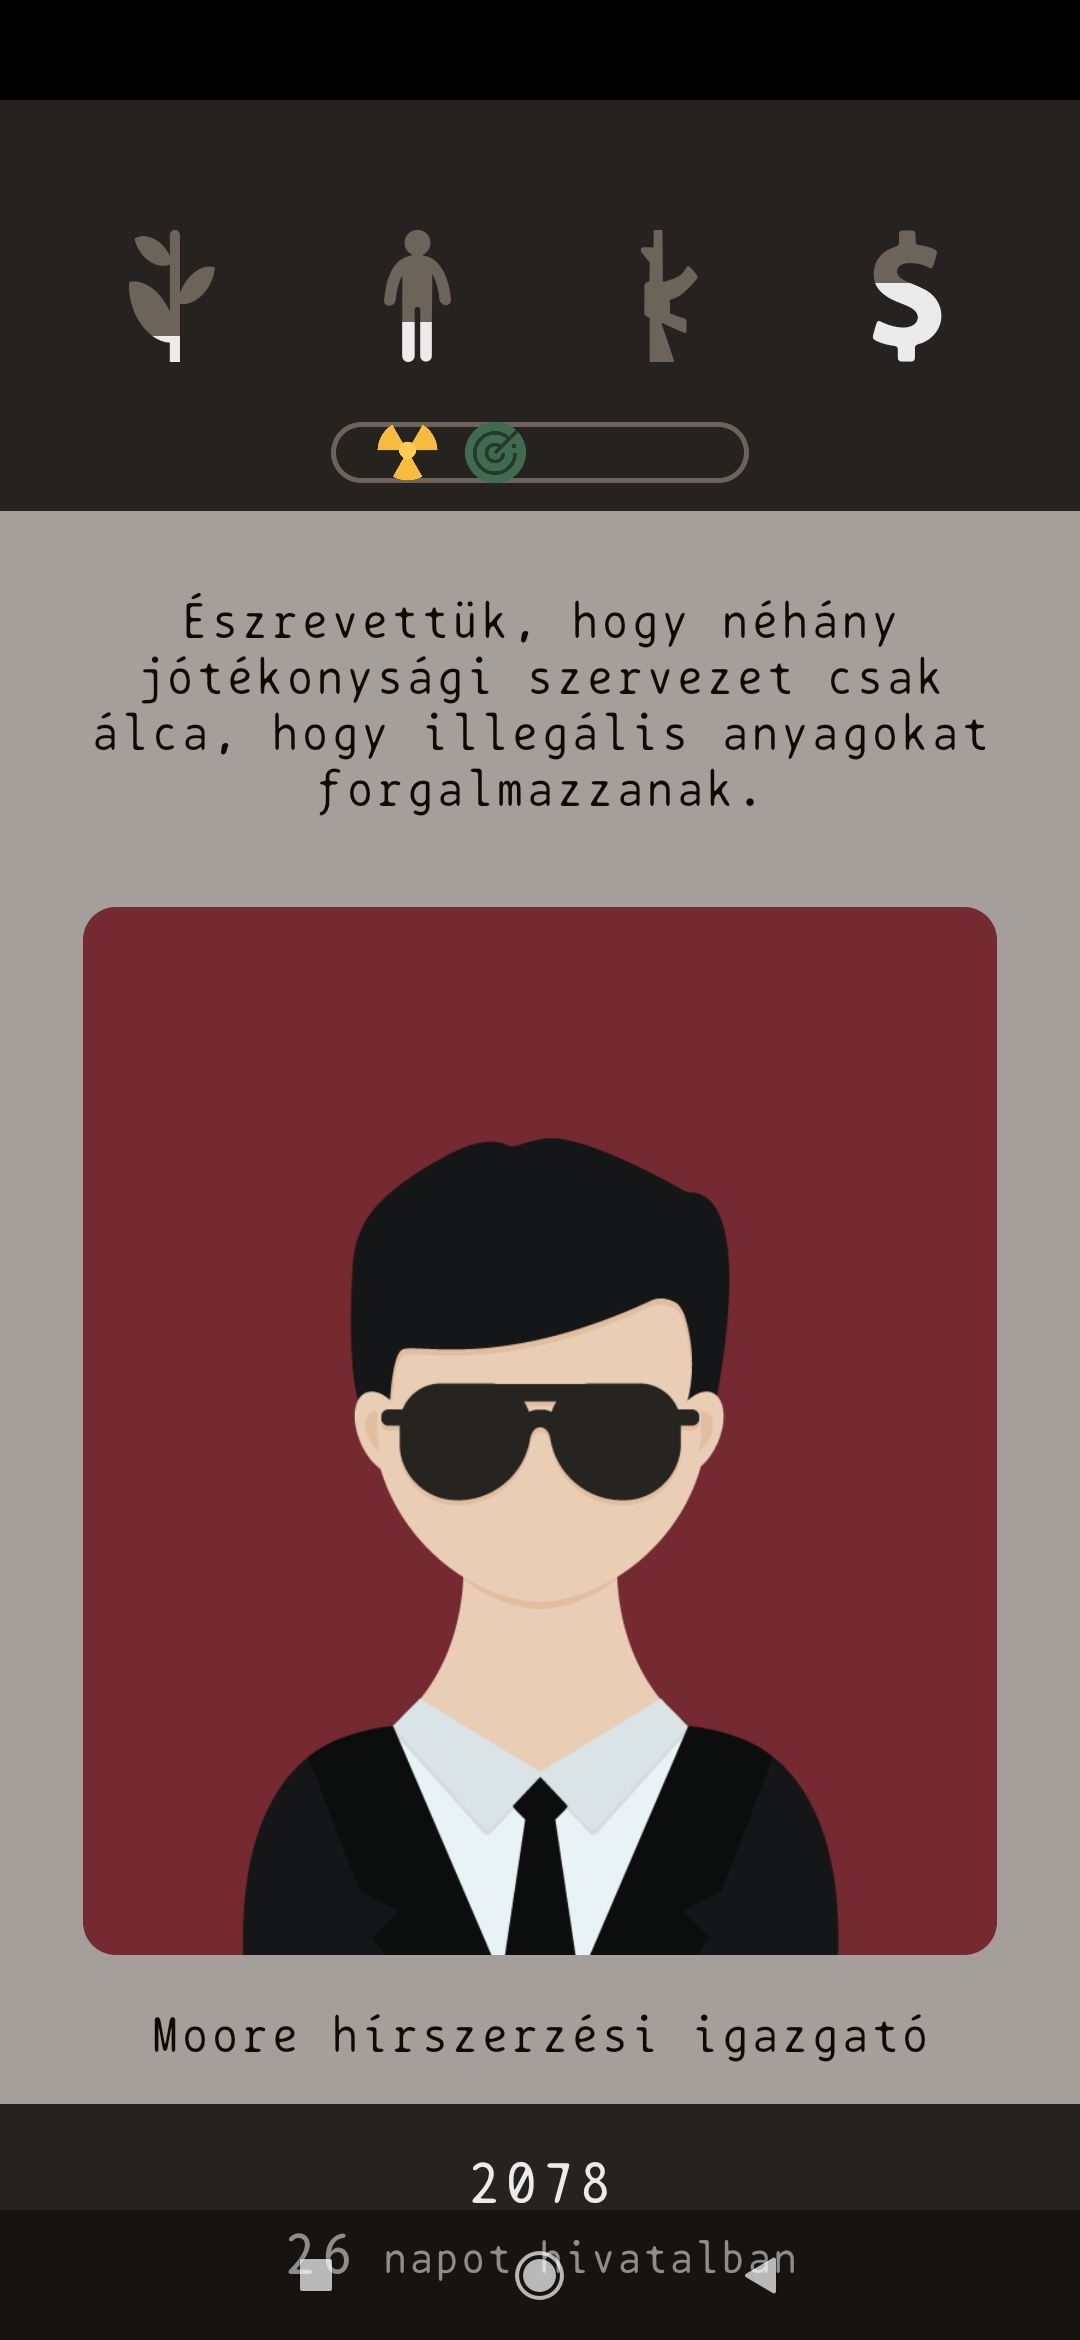 Észrevettük, hogy néhány
jótékonysági szervezet csak
álca, hogy illegális anyagokat
forgalmazzanak.
Moore hírszerzési igazgató
2078
26 napot hivatalban